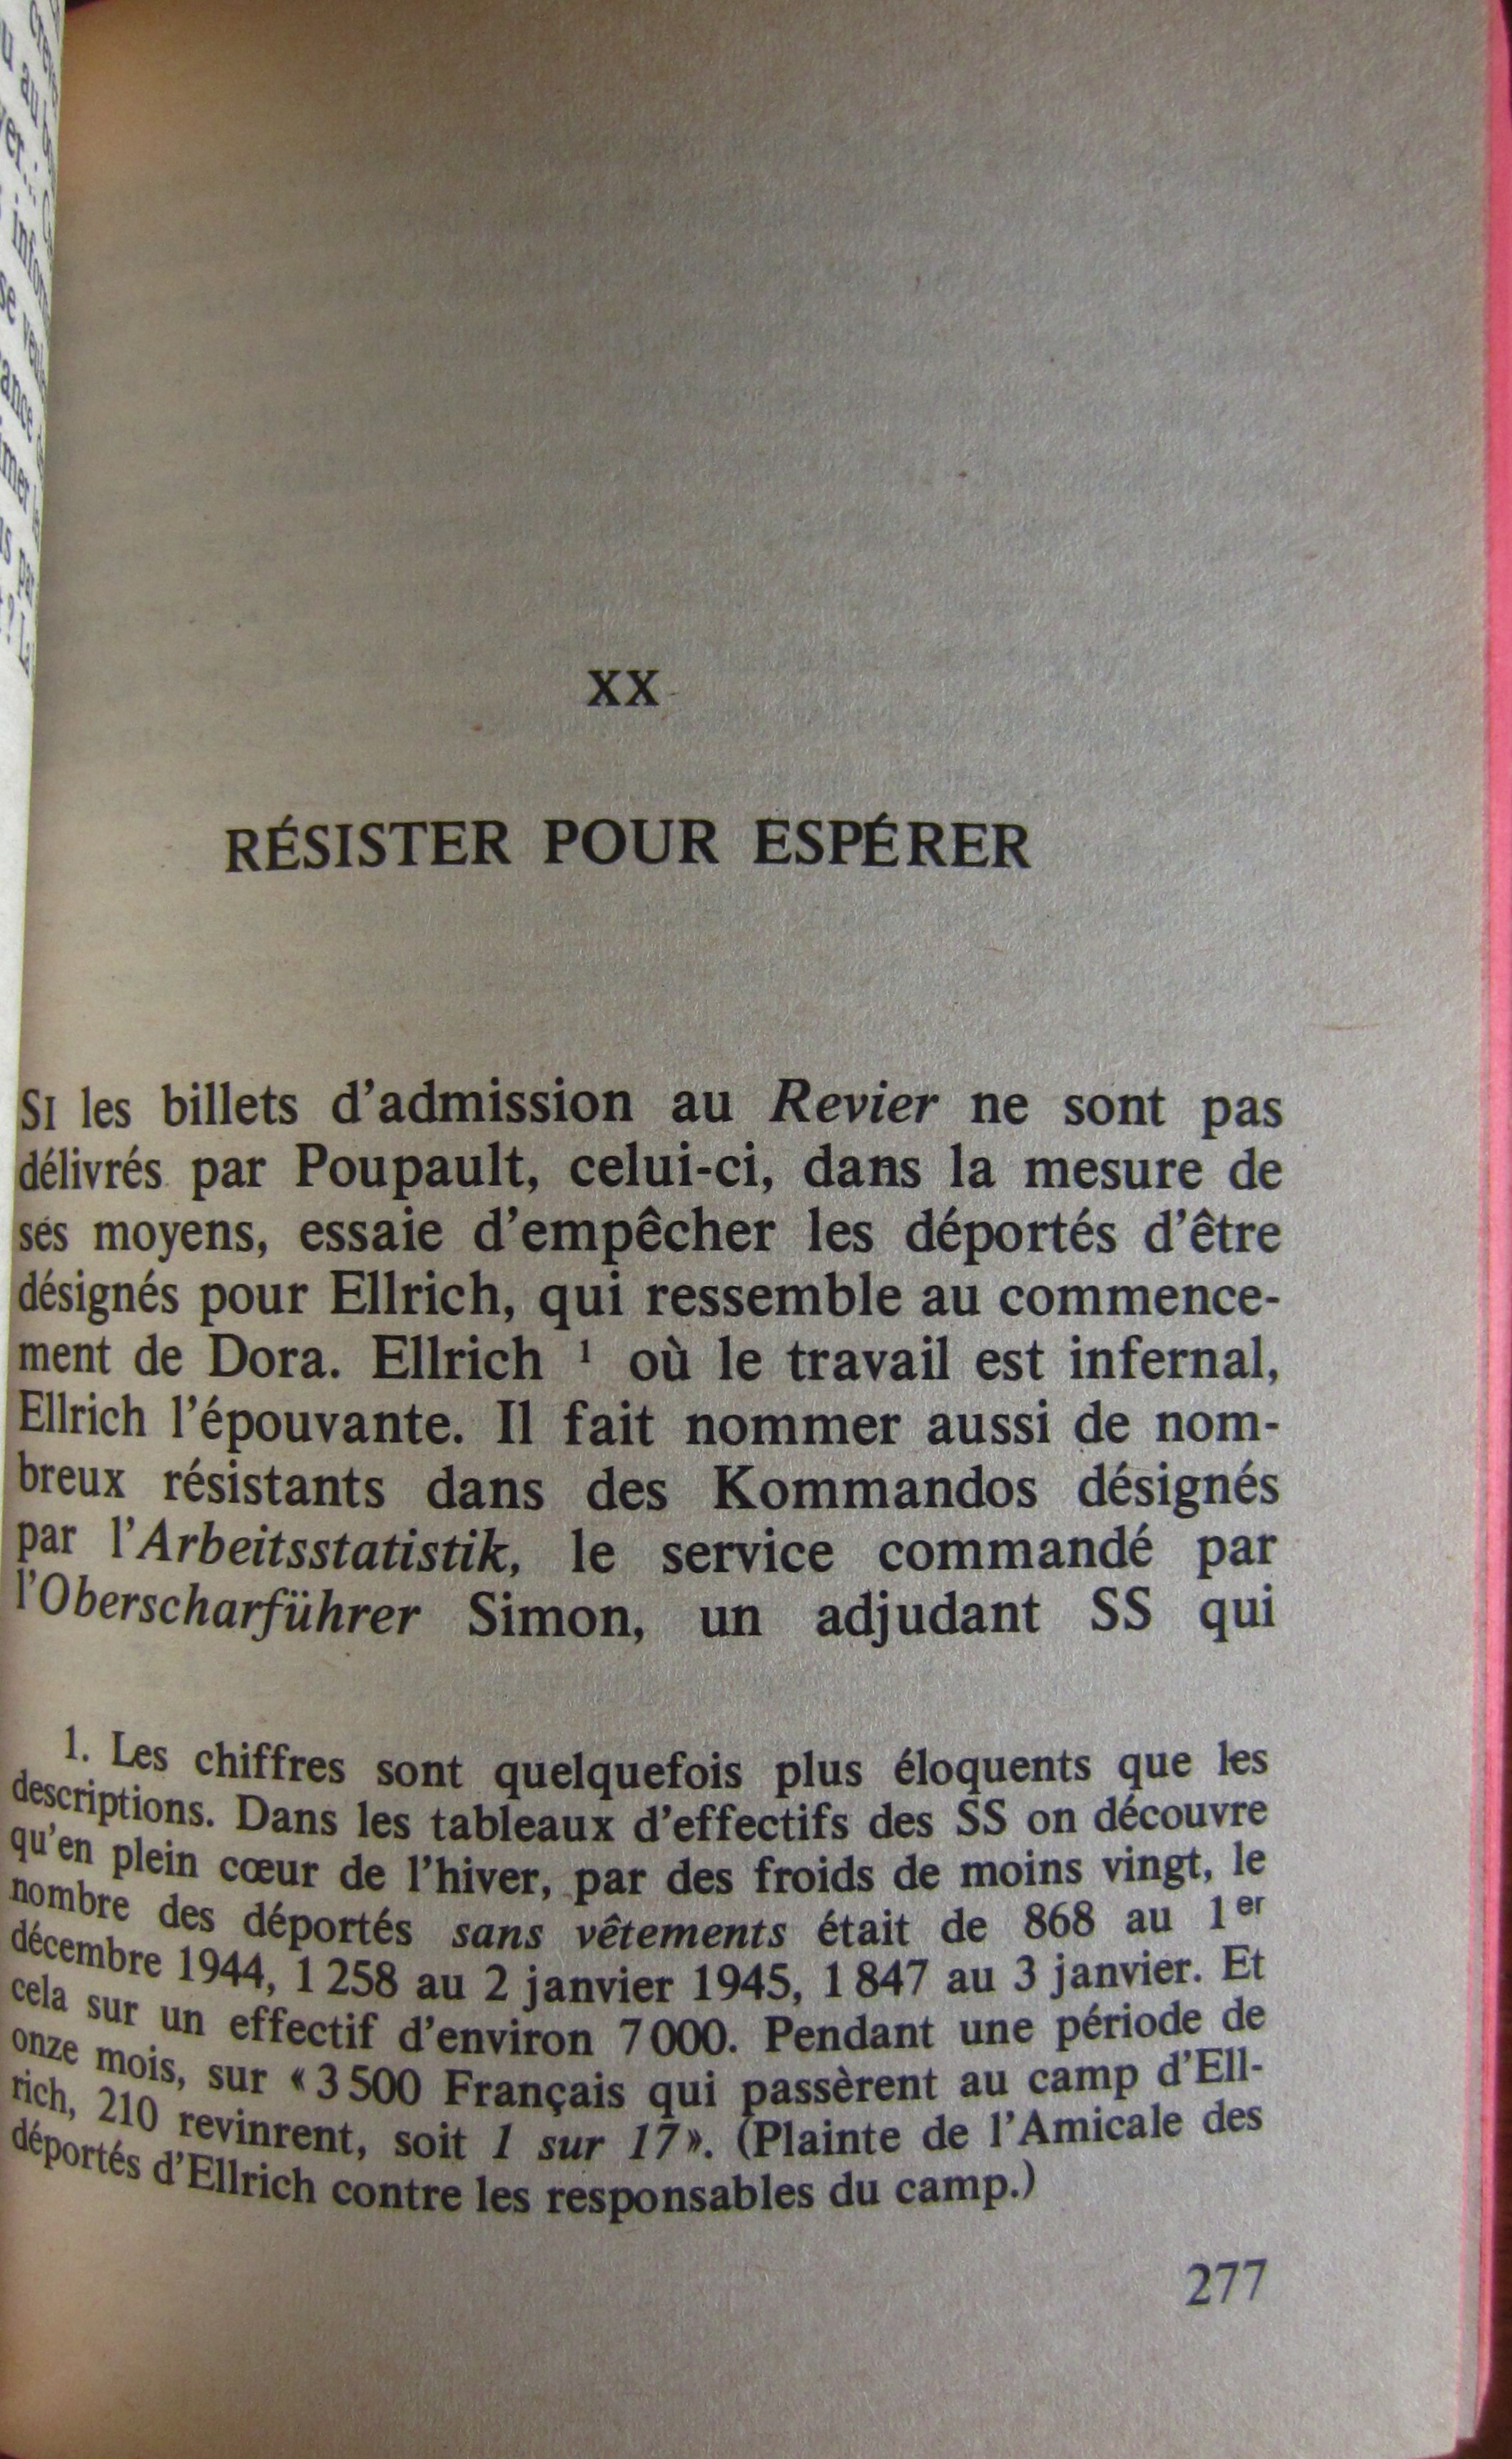 XX
RÉSISTER POUR ESPÉRER
SI les billets d'admission au Revier ne sont pas
délivrés par Poupault, celui-ci, dans la mesure de
ses moyens, essaie d'empêcher les déportés d'être
désignés pour Ellrich, qui ressemble au commence-
ment de Dora. Ellrich ¹ où le travail est infernal,
Ellrich l'épouvante. Il fait nommer aussi de nom-
breux résistants dans des Kommandos désignés
par l'Arbeitsstatistik, le service commandé par
l'Oberscharführer Simon, un adjudant SS qui
1. Les chiffres sont quelquefois plus éloquents que les
descriptions. Dans les tableaux d'effectifs des SS on découvre
qu'en plein cœur de l'hiver, par des froids de moins vingt, le
nombre des déportés sans vêtements était de 868 au 1er
décembre 1944, 1 258 au 2 janvier 1945, 1 847 au 3 janvier. Et
cela sur un effectif d'environ 7 000. Pendant une période de
onze mois, sur « 3 500 Français qui passèrent au camp d'Ell-
rich, 210 revinrent, soit 1 sur 17 ». (Plainte de l'Amicale des
déportés d'Ellrich contre les responsables du camp.)
277